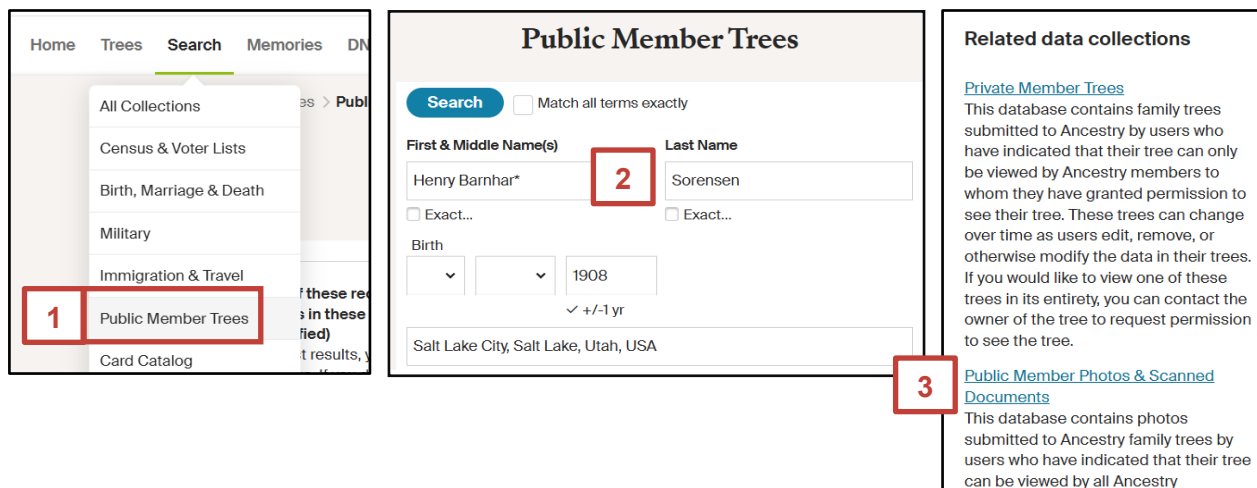 Home Trees Search Memories DN
All Collections
es > Publ
Census & Voter Lists
Birth, Marriage & Death
Military
Immigration & Travel
f these rec
1
Public Member Trees
s in these
fied)
Card Catalog
t results, y
Public Member Trees
Search Match all terms exactly
First & Middle Name(s) Last Name
Henry Barnhar* 2 Sorensen
Exact... Exact...
Birth
1908
+/-1 yr
Salt Lake City, Salt Lake, Utah, USA
Related data collections
Private Member Trees
This database contains family trees
submitted to Ancestry by users who
have indicated that their tree can only
be viewed by Ancestry members to
whom they have granted permission to
see their tree. These trees can change
over time as users edit, remove, or
otherwise modify the data in their trees.
If you would like to view one of these
trees in its entirety, you can contact the
owner of the tree to request permission
to see the tree.
3
Public Member Photos & Scanned
Documents
This database contains photos
submitted to Ancestry family trees by
users who have indicated that their tree
can be viewed by all Ancestry